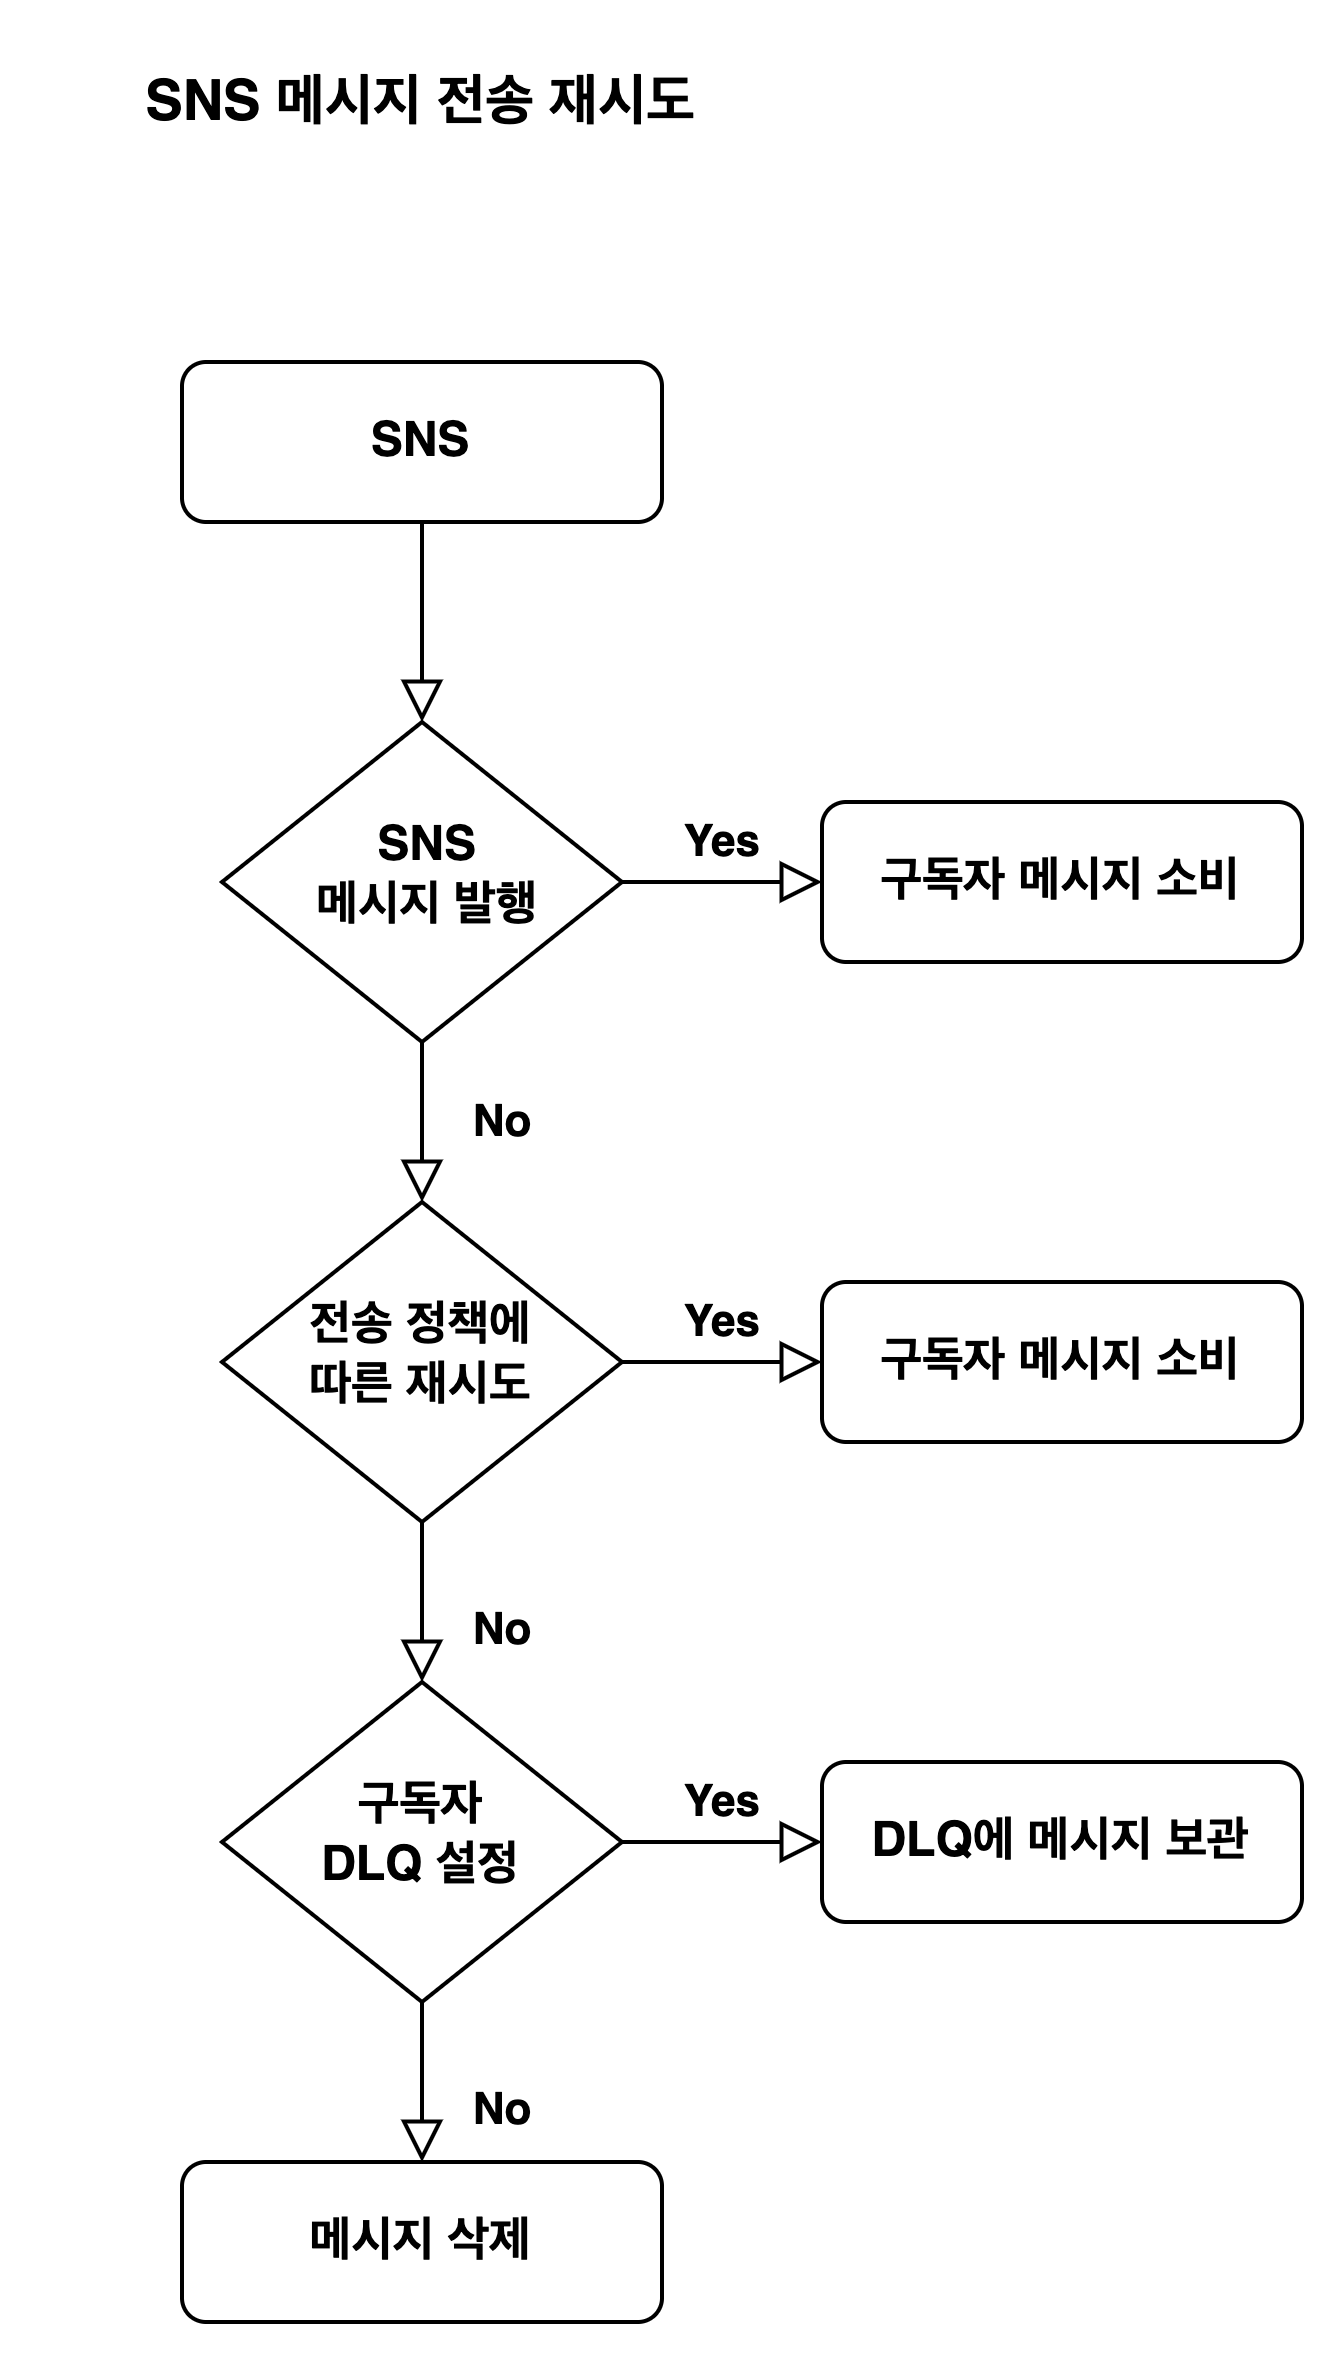 SNS 메시지 전송 재시도
SNS
SNS
메시지 발행
Yes
구독자 메시지 소비
No
전송 정책에
따른 재시도
Yes
구독자 메시지 소비
No
구독자
DLQ 설정
Yes
DLQ에 메시지 보관
No
메시지 삭제